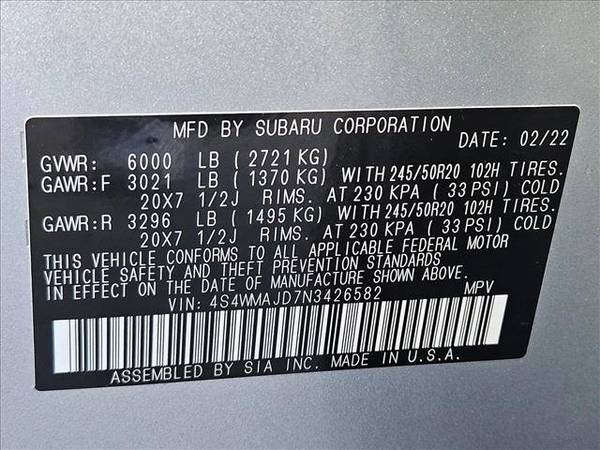 MFD BY SUBARU CORPORATION DATE: 02/22
GVWR: 6000 LB ( 2721 KG)
GAWR:F 3021 LB ( 1370 KG) WITH 245/50R20 102H TIRES.
20X7 1/2J RIMS. AT 230 KPA ( 33 PSI) COLD
GAWR:R 3296 LB ( 1495 KG) WITH 245/50R20 102H TIRES.
20X7 1/2J RIMS. AT 230 KPA ( 33 PSI) COLD
THIS VEHICLE CONFORMS TO ALL APPLICABLE FEDERAL MOTOR
VEHICLE SAFETY AND THEFT PREVENTION STANDARDS
IN EFFECT ON THE DATE OF MANUFACTURE SHOWN ABOVE.
VIN: 4S4WMAJD7N3426582 MPV
ASSEMBLED BY SIA INC. MADE IN U.S.A.